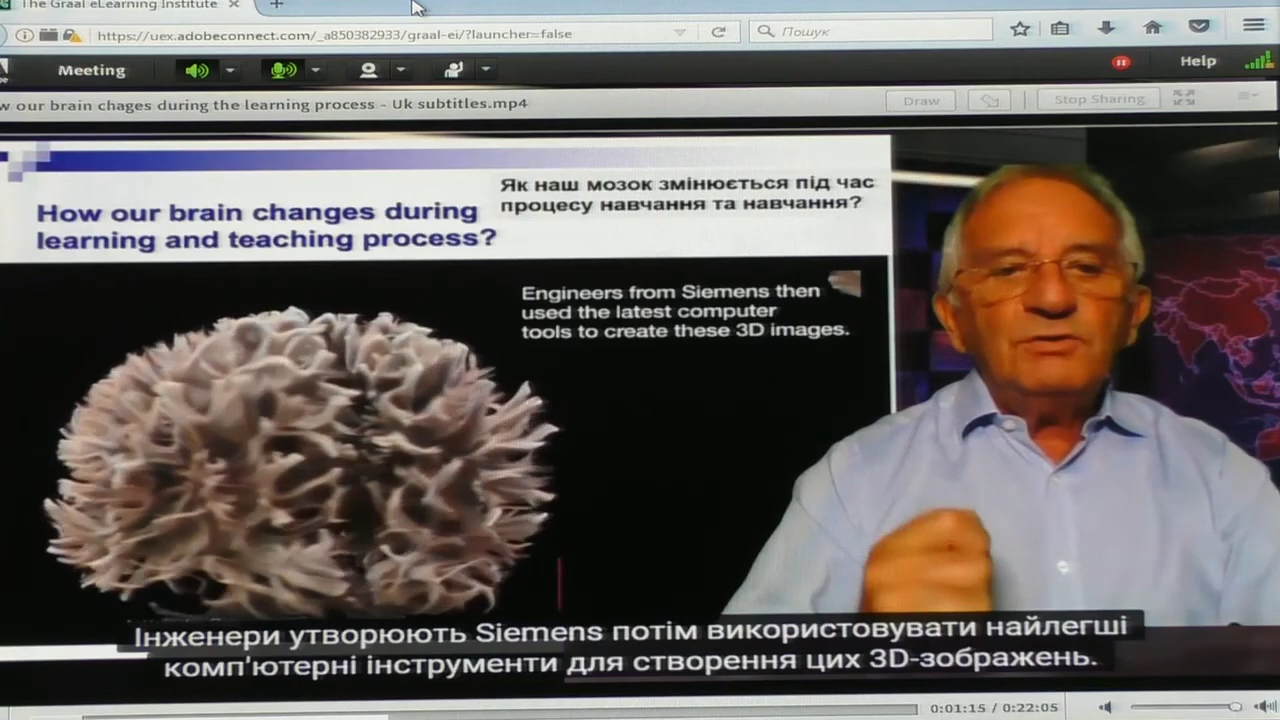 The Graal eLearning Institute
https://uex.adobeconnect.com/_a850382933/graal-ei/?launcher=false
Пошук
Meeting
Help
w our brain chages during the learning process - Uk subtitles.mp4
Draw
Stop Sharing
Як наш мозок змінюється під час
процесу навчання та навчання?
How our brain changes during
learning and teaching process?
Engineers from Siemens then
used the latest computer
tools to create these 3D images.
Інженери утворюють Siemens потім використовувати найлегші
комп'ютерні інструменти для створення цих 3D-зображень.
0:01:15 / 0:22:05